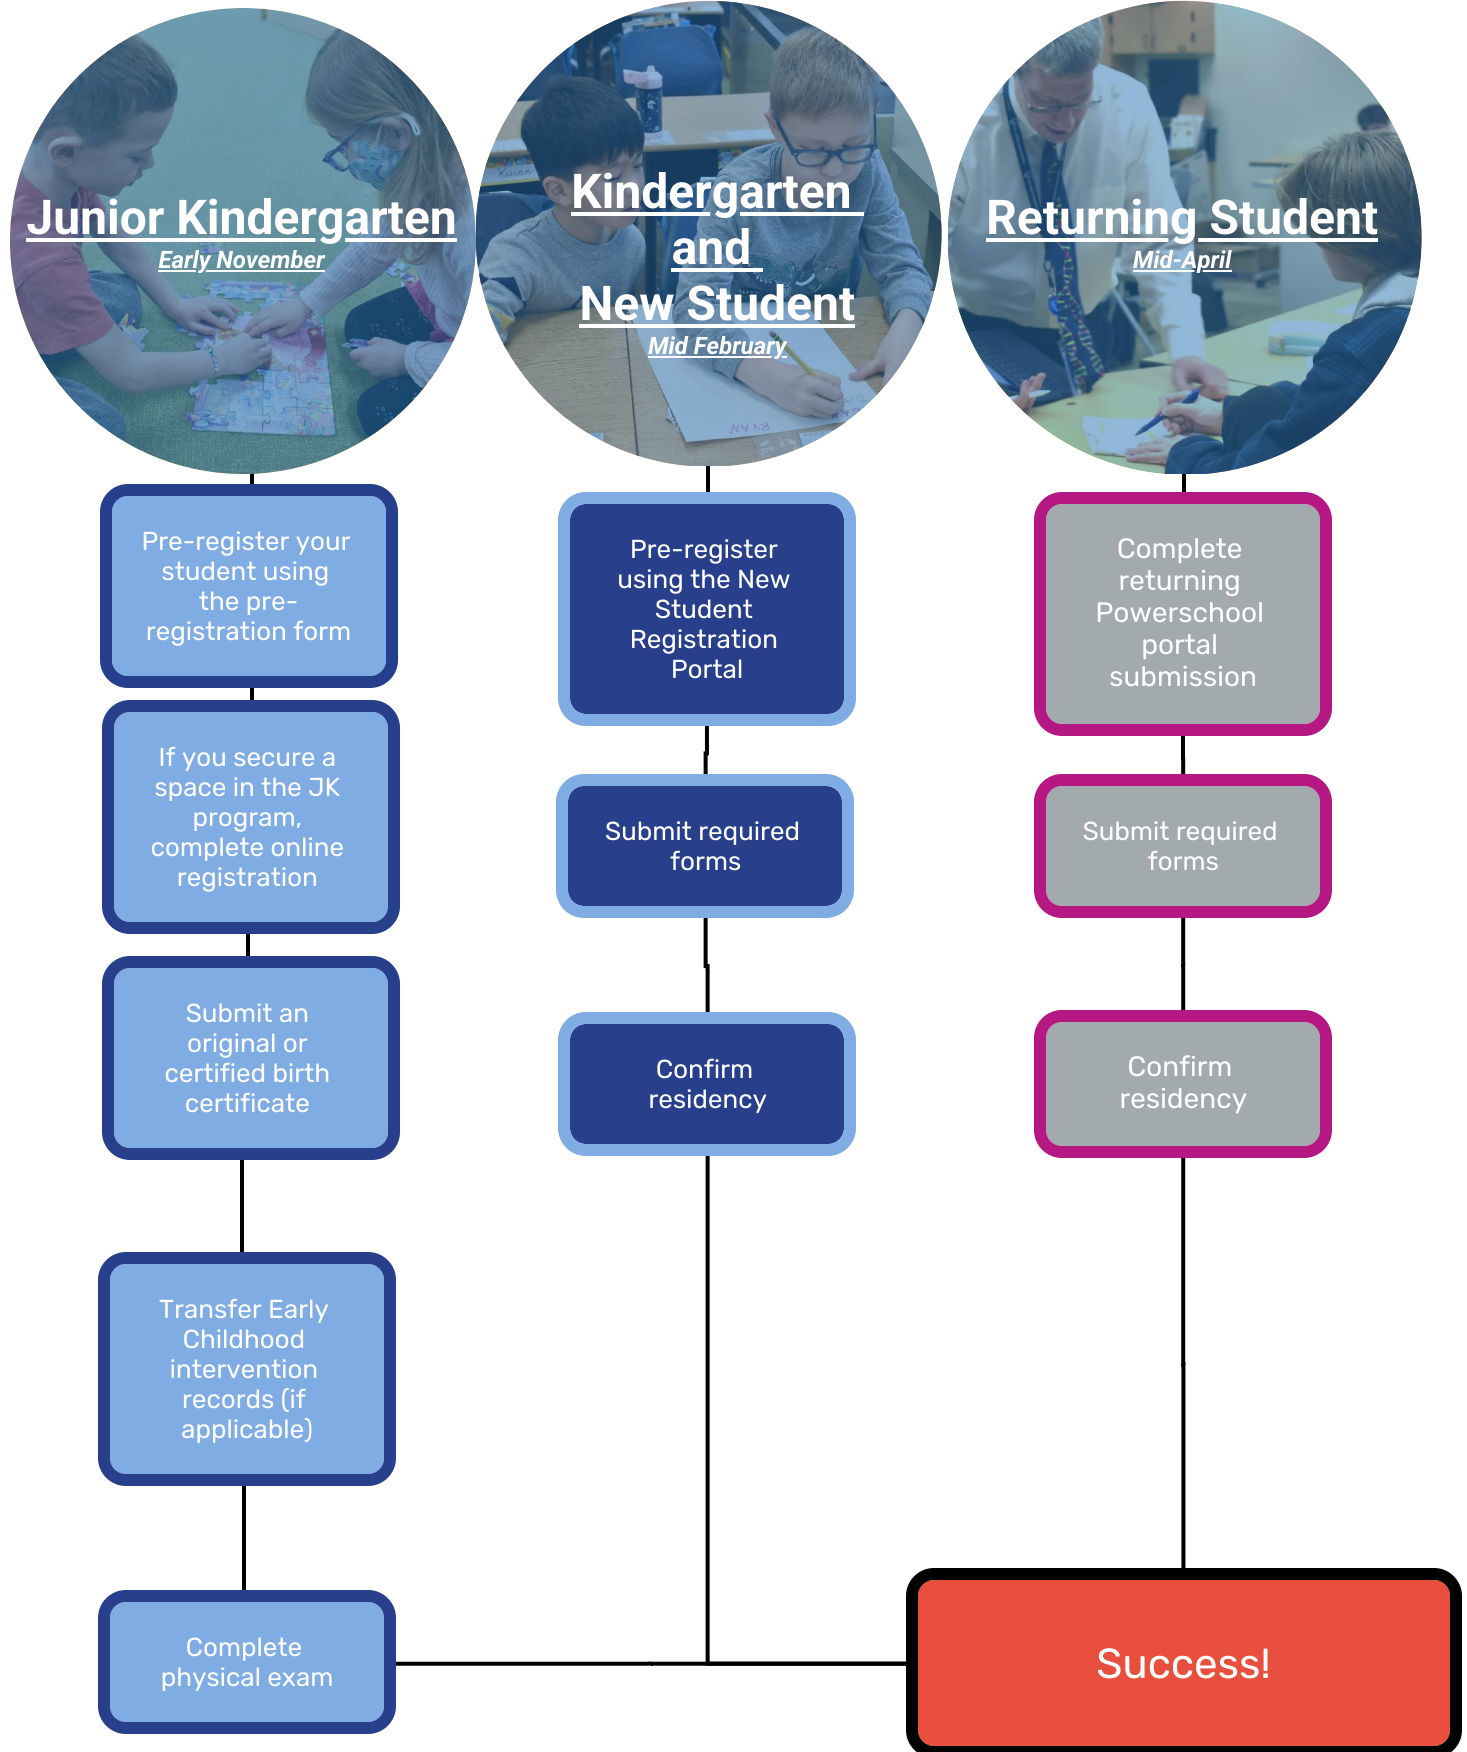 Junior Kindergarten
Early November
Pre-register your
student using
the pre-
registration form
If you secure a
space in the JK
program,
complete online
registration
Submit an
original or
certified birth
certificate
Transfer Early
Childhood
intervention
records (if
applicable)
Complete
physical exam
Kindergarten
and
New Student
Mid February
Pre-register
using the New
Student
Registration
Portal
Submit required
forms
Confirm
residency
Returning Student
Mid-April
Complete
returning
Powerschool
portal
submission
Submit required
forms
Confirm
residency
Success!
Kieran
RYAN